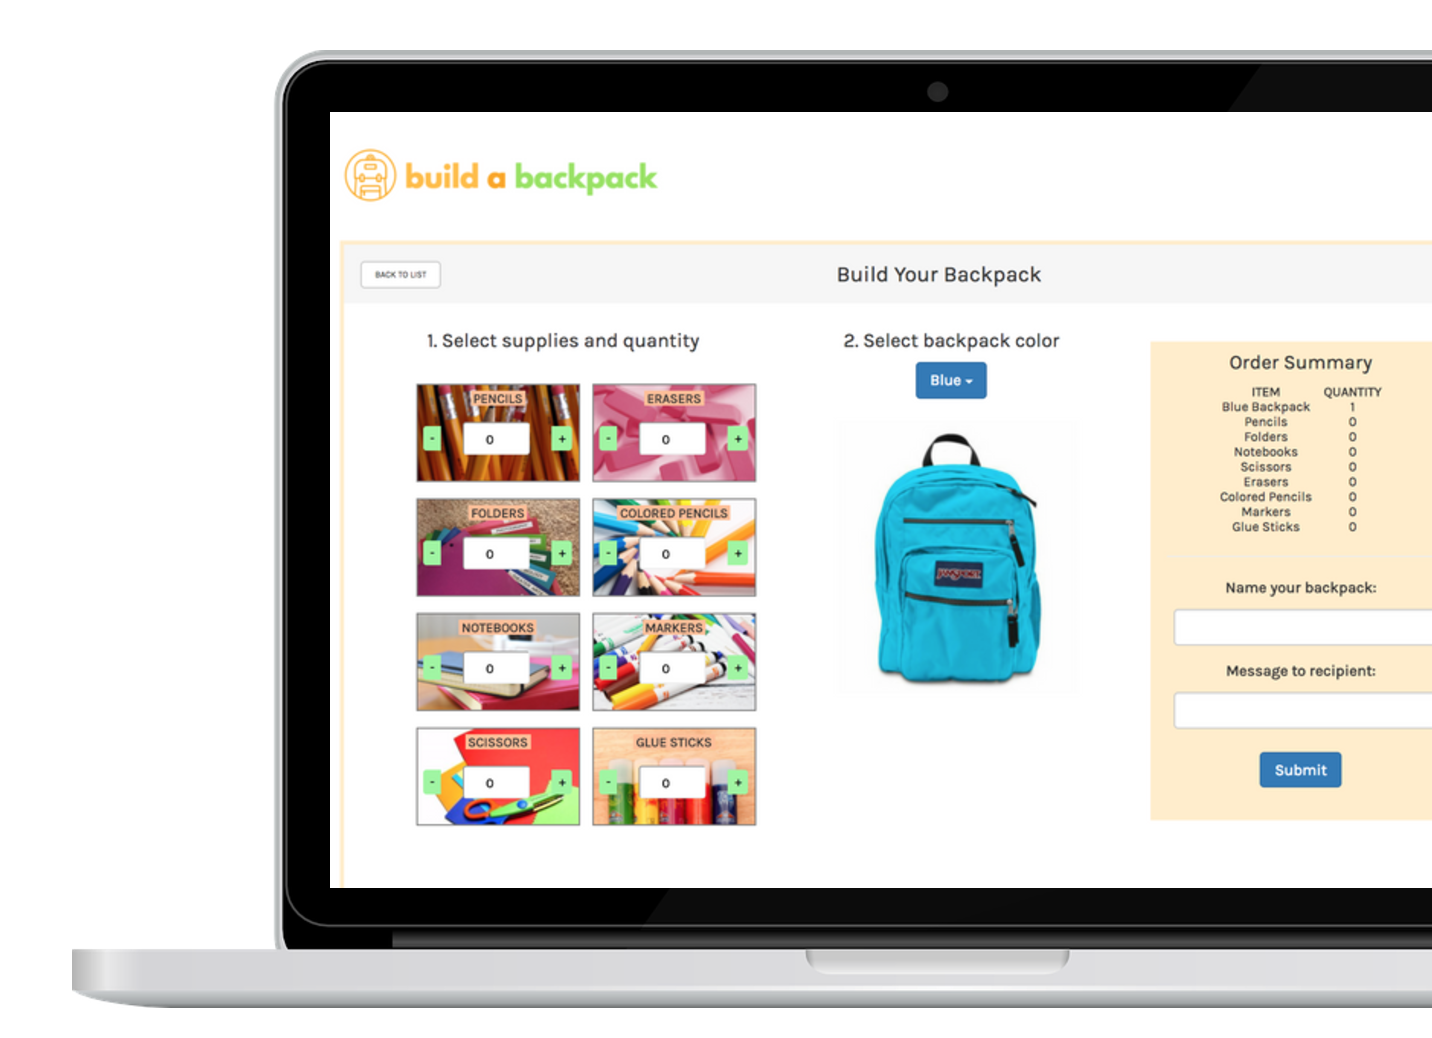 build a backpack
BACK TO LIST
Build Your Backpack
1. Select supplies and quantity
PENCILS
ERASERS
- 0 +
- 0 +
FOLDERS
COLORED PENCILS
- 0 +
- 0 +
NOTEBOOKS
MARKERS
- 0 +
- 0 +
SCISSORS
GLUE STICKS
- 0 +
- 0 +
2. Select backpack color
Blue
JANSPORT
Order Summary
ITEM QUANTITY
Blue Backpack 1
Pencils 0
Folders 0
Notebooks 0
Scissors 0
Erasers 0
Colored Pencils 0
Markers 0
Glue Sticks 0
Name your backpack:
Message to recipient:
Submit